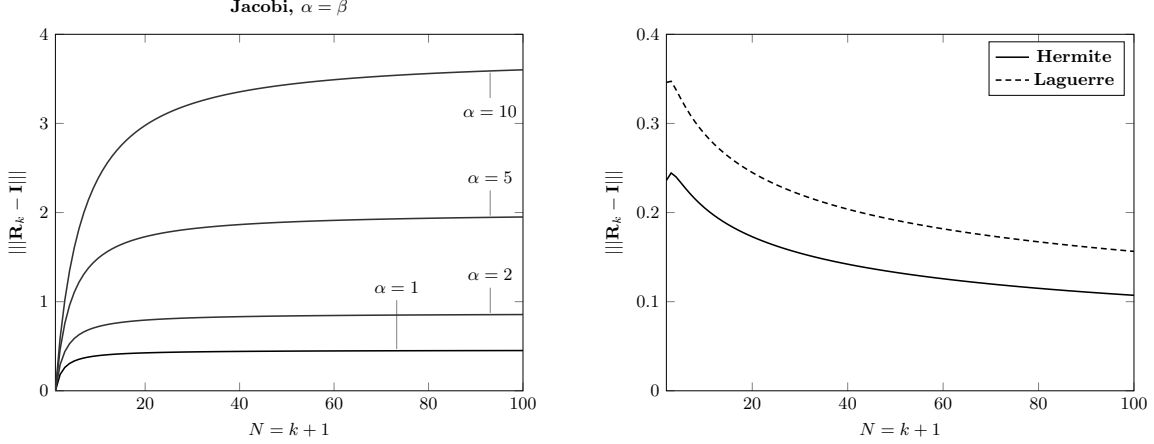 Jacobi, α = β
4
3
2
1
0
20
40
60
80
100
N = k + 1
|||R_k − I|||
α = 10
α = 5
α = 2
α = 1
0.4
0.3
0.2
0.1
0
20
40
60
80
100
N = k + 1
|||R_k − I|||
Hermite
Laguerre